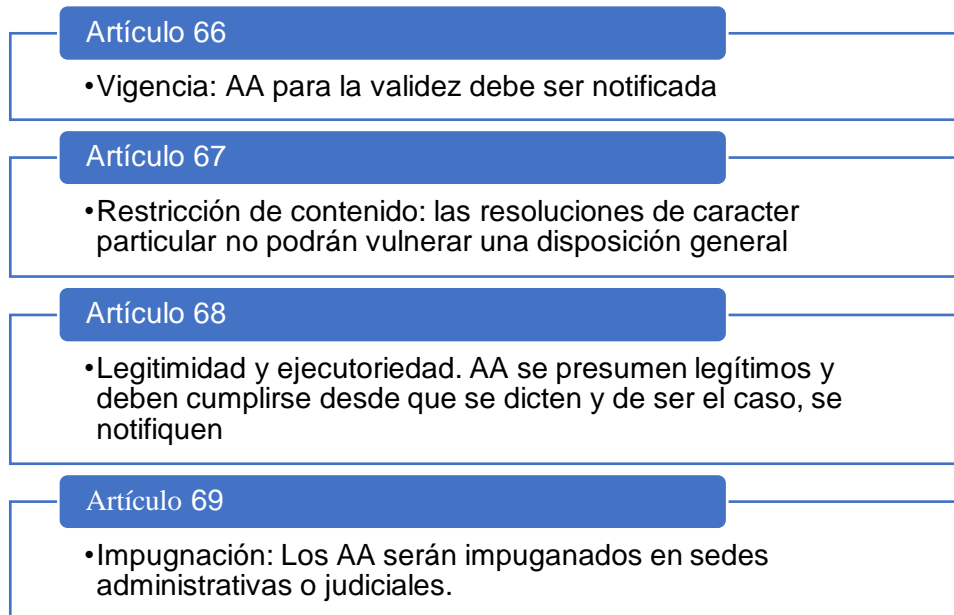 Artículo 66
•Vigencia: AA para la validez debe ser notificada
Artículo 67
•Restricción de contenido: las resoluciones de caracter
particular no podrán vulnerar una disposición general
Artículo 68
•Legitimidad y ejecutoriedad. AA se presumen legítimos y
deben cumplirse desde que se dicten y de ser el caso, se
notifiquen
Artículo 69
•Impugnación: Los AA serán impuganados en sedes
administrativas o judiciales.